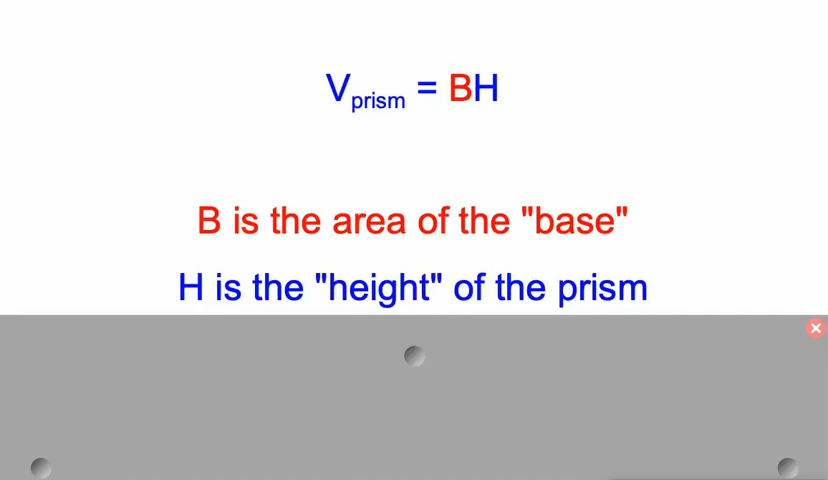 Vprism = BH
B is the area of the "base"
H is the "height" of the prism